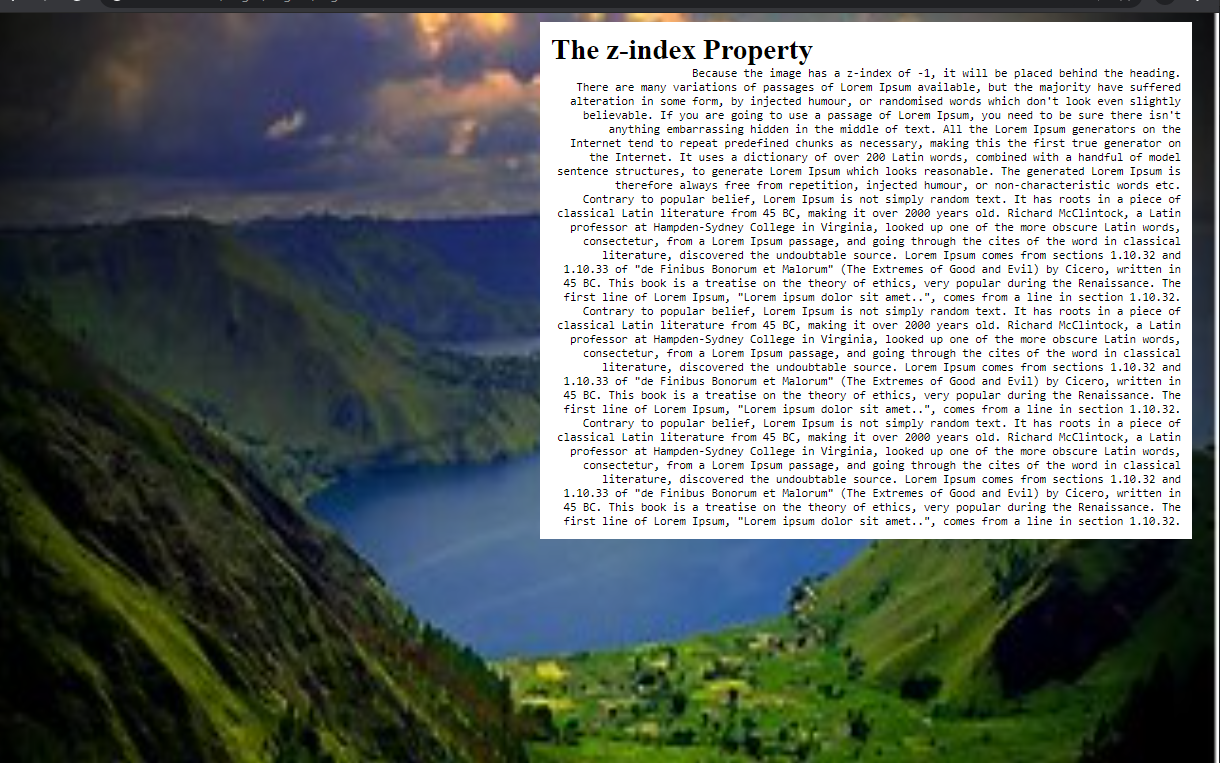 The z-index Property
Because the image has a z-index of -1, it will be placed behind the heading.
There are many variations of passages of Lorem Ipsum available, but the majority have suffered
alteration in some form, by injected humour, or randomised words which don't look even slightly
believable. If you are going to use a passage of Lorem Ipsum, you need to be sure there isn't
anything embarrassing hidden in the middle of text. All the Lorem Ipsum generators on the
Internet tend to repeat predefined chunks as necessary, making this the first true generator on
the Internet. It uses a dictionary of over 200 Latin words, combined with a handful of model
sentence structures, to generate Lorem Ipsum which looks reasonable. The generated Lorem Ipsum is
therefore always free from repetition, injected humour, or non-characteristic words etc.
Contrary to popular belief, Lorem Ipsum is not simply random text. It has roots in a piece of
classical Latin literature from 45 BC, making it over 2000 years old. Richard McClintock, a Latin
professor at Hampden-Sydney College in Virginia, looked up one of the more obscure Latin words,
consectetur, from a Lorem Ipsum passage, and going through the cites of the word in classical
literature, discovered the undoubtable source. Lorem Ipsum comes from sections 1.10.32 and
1.10.33 of "de Finibus Bonorum et Malorum" (The Extremes of Good and Evil) by Cicero, written in
45 BC. This book is a treatise on the theory of ethics, very popular during the Renaissance. The
first line of Lorem Ipsum, "Lorem ipsum dolor sit amet..", comes from a line in section 1.10.32.
Contrary to popular belief, Lorem Ipsum is not simply random text. It has roots in a piece of
classical Latin literature from 45 BC, making it over 2000 years old. Richard McClintock, a Latin
professor at Hampden-Sydney College in Virginia, looked up one of the more obscure Latin words,
consectetur, from a Lorem Ipsum passage, and going through the cites of the word in classical
literature, discovered the undoubtable source. Lorem Ipsum comes from sections 1.10.32 and
1.10.33 of "de Finibus Bonorum et Malorum" (The Extremes of Good and Evil) by Cicero, written in
45 BC. This book is a treatise on the theory of ethics, very popular during the Renaissance. The
first line of Lorem Ipsum, "Lorem ipsum dolor sit amet..", comes from a line in section 1.10.32.
Contrary to popular belief, Lorem Ipsum is not simply random text. It has roots in a piece of
classical Latin literature from 45 BC, making it over 2000 years old. Richard McClintock, a Latin
professor at Hampden-Sydney College in Virginia, looked up one of the more obscure Latin words,
consectetur, from a Lorem Ipsum passage, and going through the cites of the word in classical
literature, discovered the undoubtable source. Lorem Ipsum comes from sections 1.10.32 and
1.10.33 of "de Finibus Bonorum et Malorum" (The Extremes of Good and Evil) by Cicero, written in
45 BC. This book is a treatise on the theory of ethics, very popular during the Renaissance. The
first line of Lorem Ipsum, "Lorem ipsum dolor sit amet..", comes from a line in section 1.10.32.